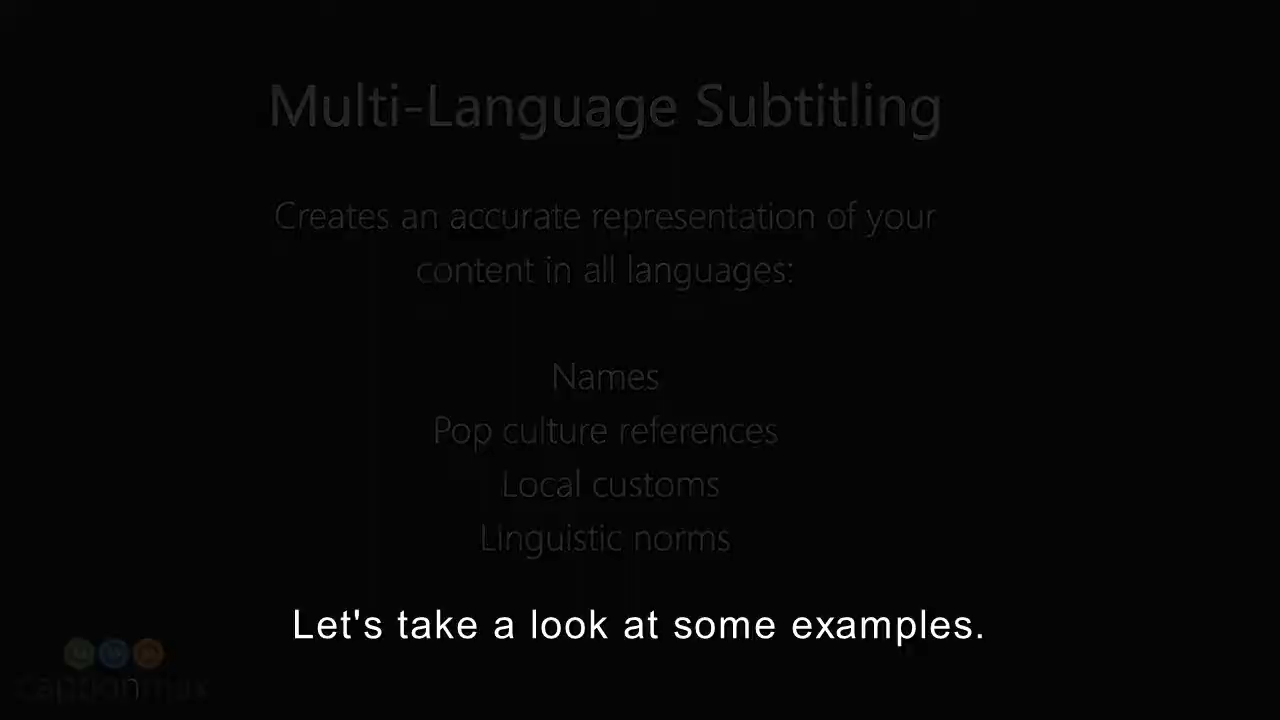 Multi-Language Subtitling
Creates an accurate representation of your
content in all languages:
Names
Pop culture references
Local customs
Linguistic norms
Let's take a look at some examples.
captionmax